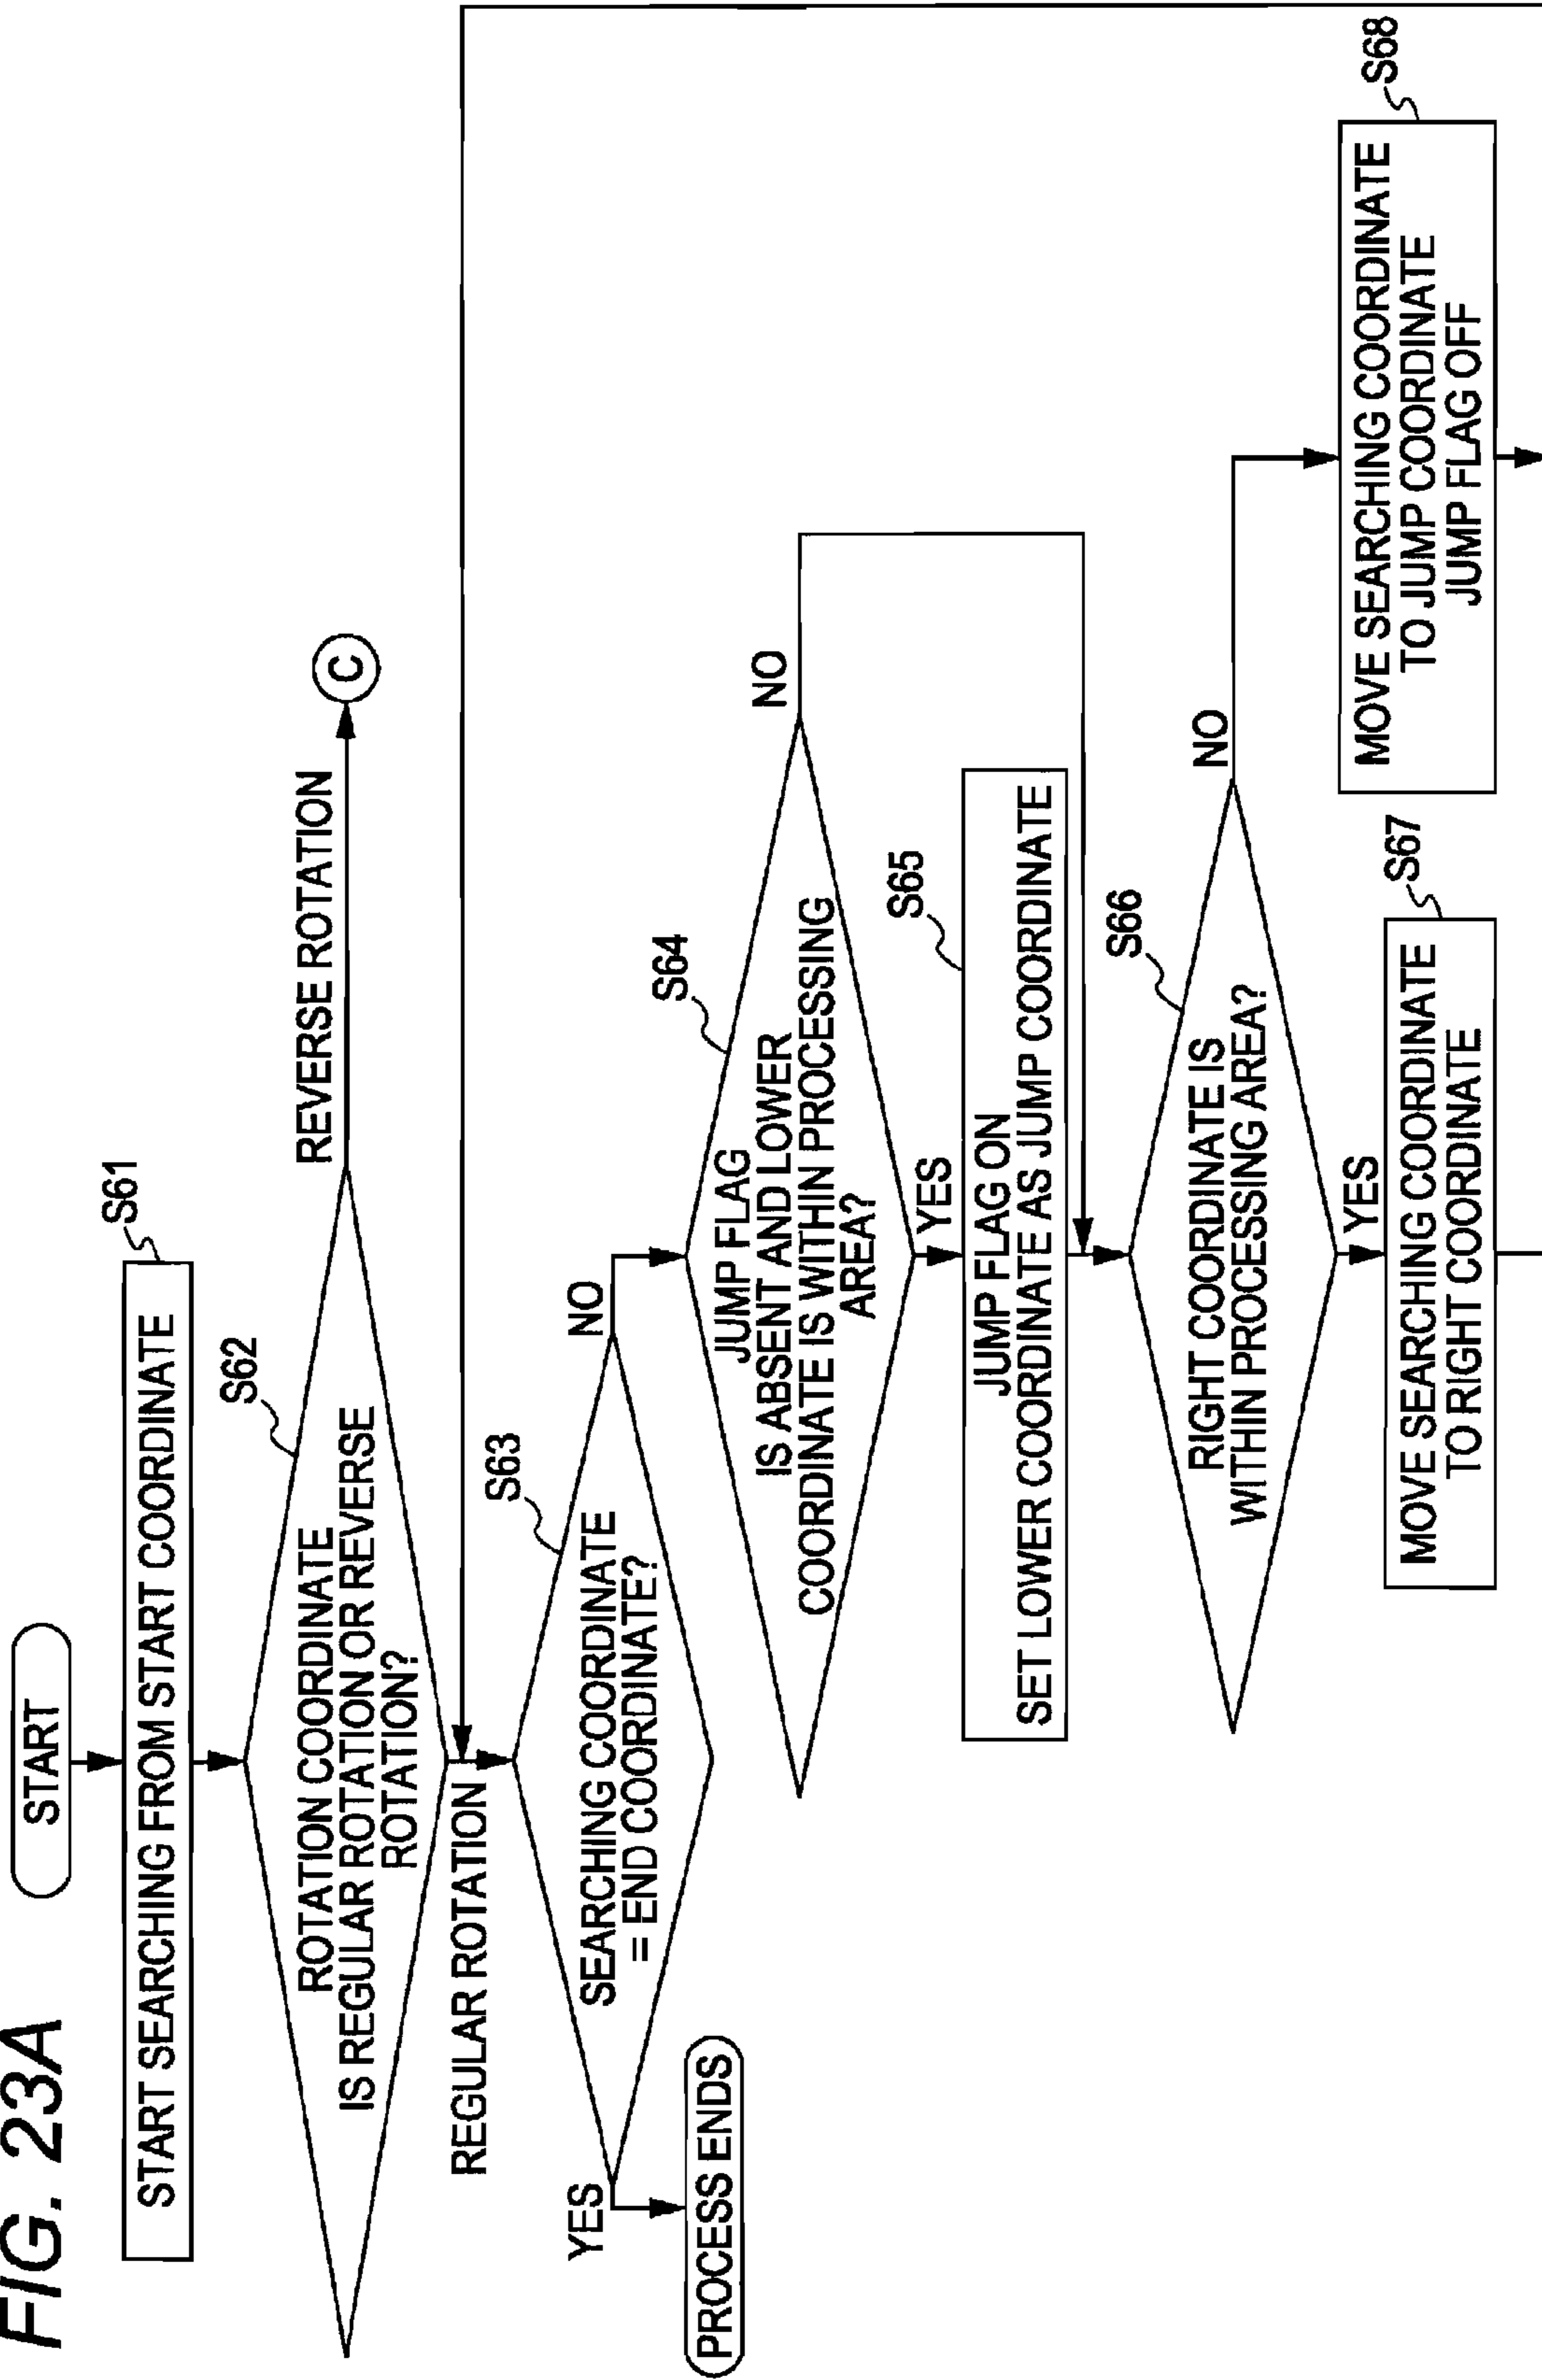 FIG. 23A
START
S61
START SEARCHING FROM START COORDINATE
S62
ROTATION COORDINATE
IS REGULAR ROTATION OR REVERSE
ROTATION?
REVERSE ROTATION
C
REGULAR ROTATION
S63
SEARCHING COORDINATE
= END COORDINATE?
YES
NO
PROCESS ENDS
S64
JUMP FLAG
IS ABSENT AND LOWER
COORDINATE IS WITHIN PROCESSING
AREA?
NO
YES
S65
JUMP FLAG ON
SET LOWER COORDINATE AS JUMP COORDINATE
S66
RIGHT COORDINATE IS
WITHIN PROCESSING AREA?
NO
YES
S67
MOVE SEARCHING COORDINATE
TO RIGHT COORDINATE
S68
MOVE SEARCHING COORDINATE
TO JUMP COORDINATE
JUMP FLAG OFF